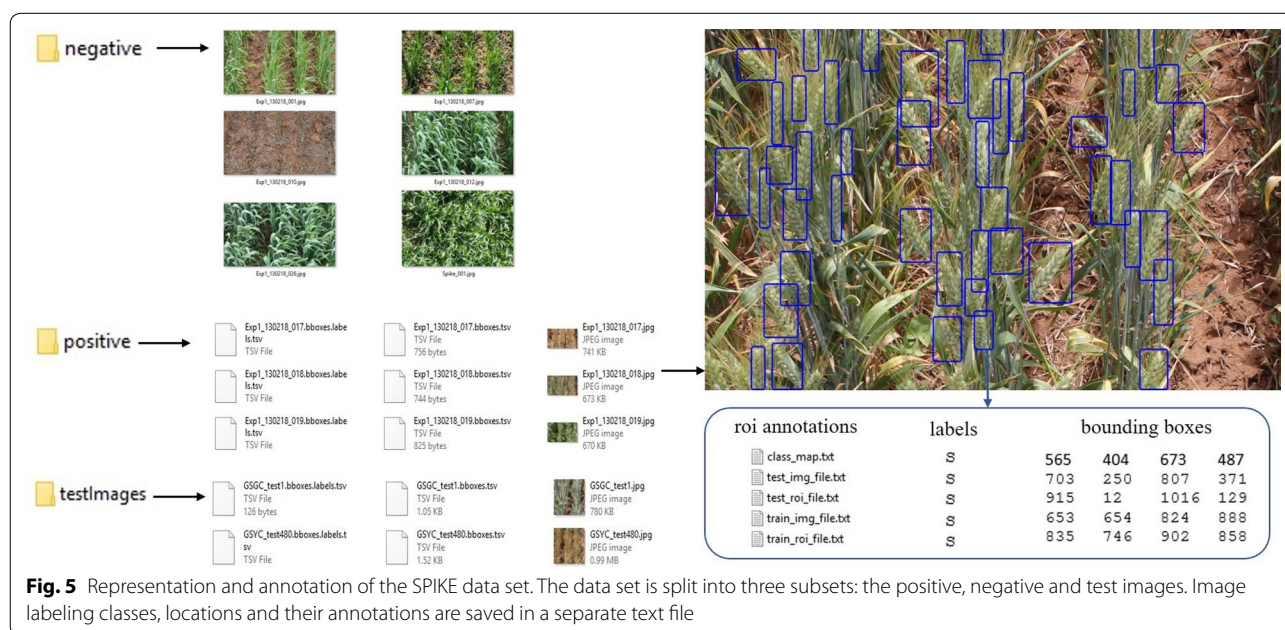 negative
Exp1_130218_001.jpg
Exp1_130218_007.jpg
Exp1_130218_010.jpg
Exp1_130218_012.jpg
Exp1_130218_026.jpg
Spike_001.jpg
positive
Exp1_130218_017.bboxes.labe
ls.tsv
TSV File
Exp1_130218_017.bboxes.tsv
TSV File
756 bytes
Exp1_130218_017.jpg
JPEG image
741 KB
Exp1_130218_018.bboxes.labe
ls.tsv
TSV File
Exp1_130218_018.bboxes.tsv
TSV File
744 bytes
Exp1_130218_018.jpg
JPEG image
673 KB
Exp1_130218_019.bboxes.labe
ls.tsv
TSV File
Exp1_130218_019.bboxes.tsv
TSV File
825 bytes
Exp1_130218_019.jpg
JPEG image
670 KB
testImages
GSGC_test1.bboxes.labels.tsv
TSV File
126 bytes
GSGC_test1.bboxes.tsv
TSV File
1.05 KB
GSGC_test1.jpg
JPEG image
780 KB
GSYC_test480.bboxes.labels.t
sv
TSV File
GSYC_test480.bboxes.tsv
TSV File
1.52 KB
GSYC_test480.jpg
JPEG image
0.99 MB
roi annotations labels bounding boxes
class_map.txt S 565 404 673 487
test_img_file.txt S 703 250 807 371
test_roi_file.txt S 915 12 1016 129
train_img_file.txt S 653 654 824 888
train_roi_file.txt S 835 746 902 858
Fig. 5 Representation and annotation of the SPIKE data set. The data set is split into three subsets: the positive, negative and test images. Image
labeling classes, locations and their annotations are saved in a separate text file